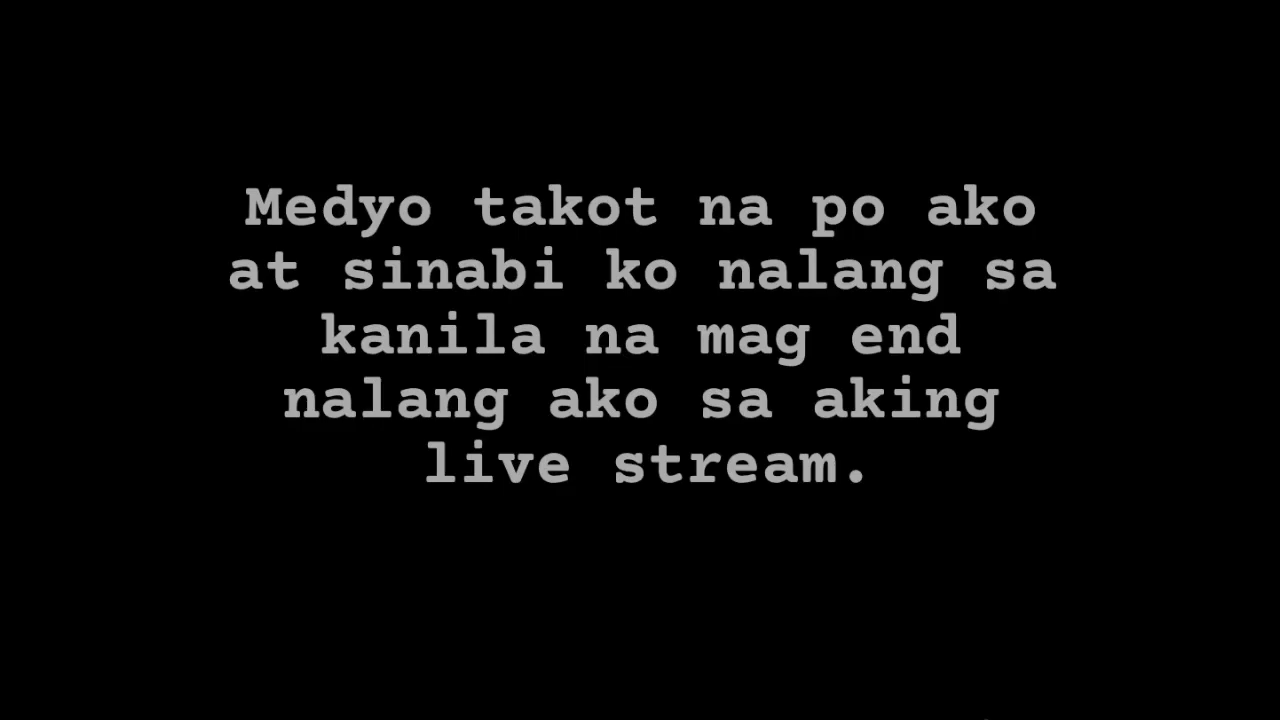 Medyo takot na po ako
at sinabi ko nalang sa
kanila na mag end
nalang ako sa aking
live stream.